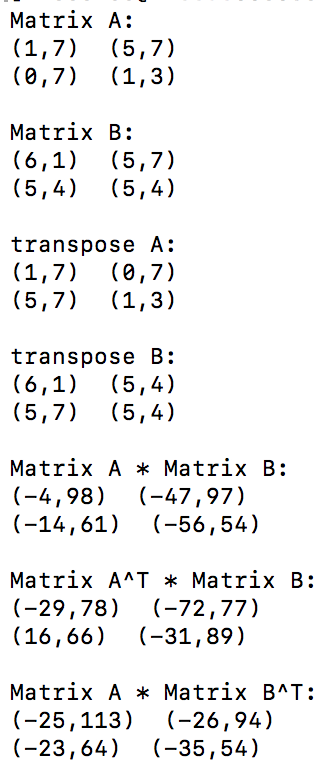 Matrix A:
(1,7)  (5,7)
(0,7)  (1,3)
Matrix B:
(6,1)  (5,7)
(5,4)  (5,4)
transpose A:
(1,7)  (0,7)
(5,7)  (1,3)
transpose B:
(6,1)  (5,4)
(5,7)  (5,4)
Matrix A * Matrix B:
(-4,98)  (-47,97)
(-14,61)  (-56,54)
Matrix A^T * Matrix B:
(-29,78)  (-72,77)
(16,66)  (-31,89)
Matrix A * Matrix B^T:
(-25,113)  (-26,94)
(-23,64)  (-35,54)